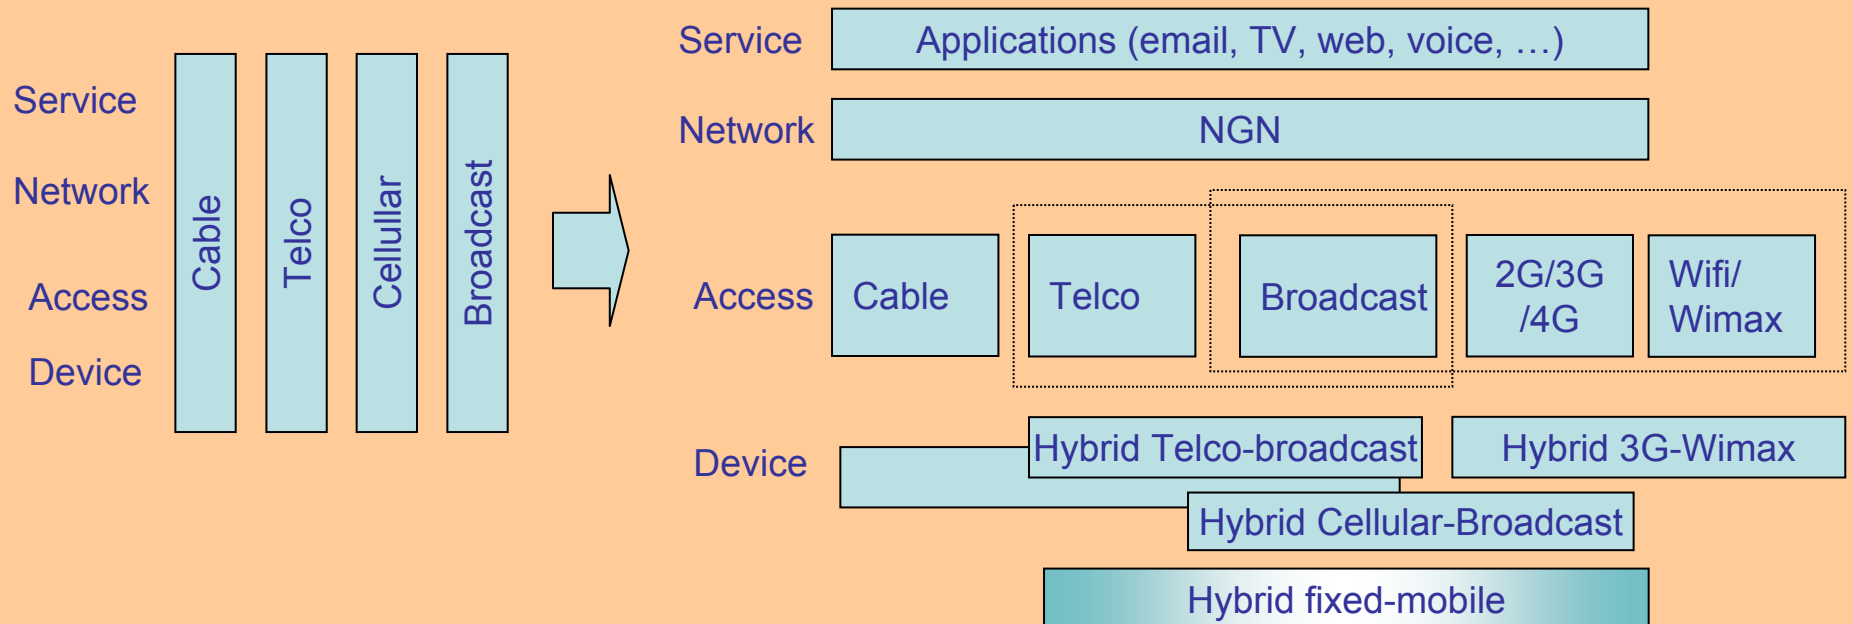 Service
Network
Access
Device
Cable
Telco
Cellullar
Broadcast
Service
Applications (email, TV, web, voice, …)
Network
NGN
Access
Cable
Telco
Broadcast
2G/3G
/4G
Wifi/
Wimax
Device
Hybrid Telco-broadcast
Hybrid 3G-Wimax
Hybrid Cellular-Broadcast
Hybrid fixed-mobile